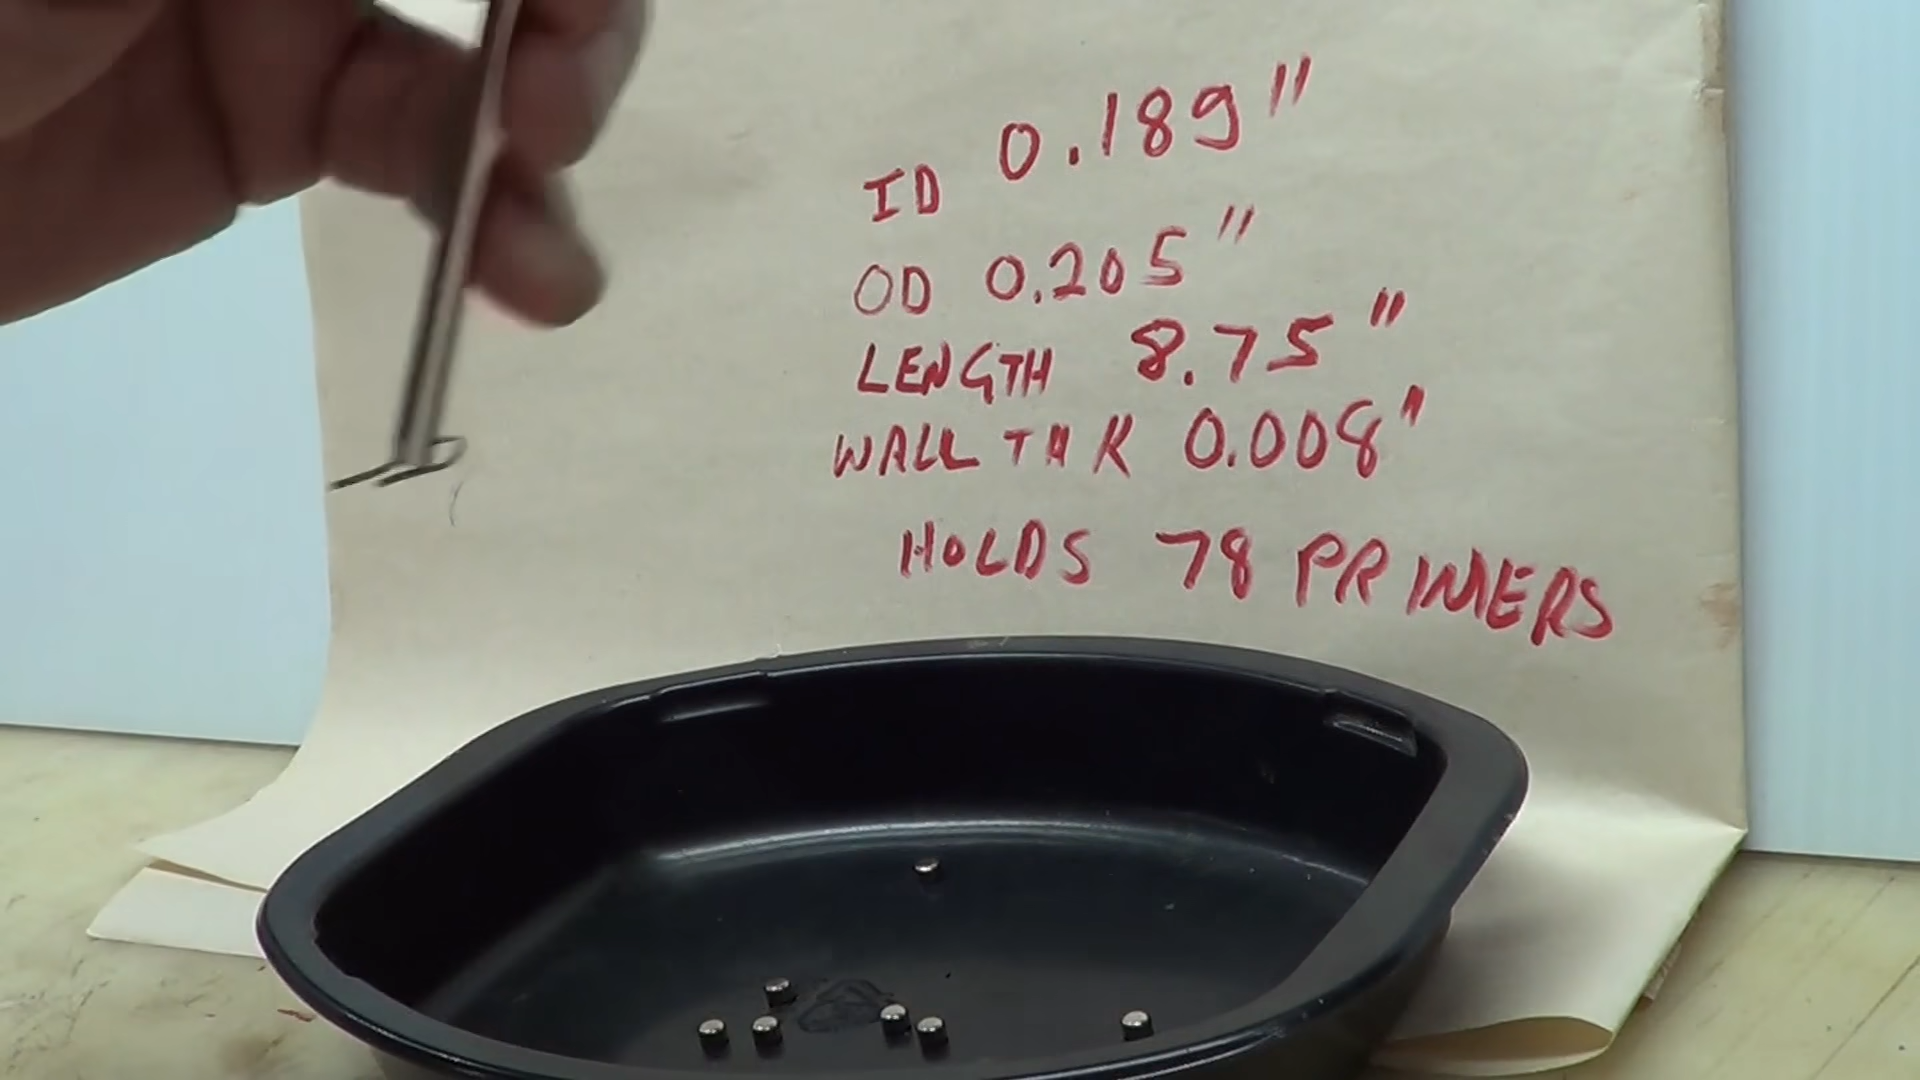 ID 0.189"
OD 0.205"
LENGTH 8.75"
WALL THK 0.008"
HOLDS 78 PRIMERS